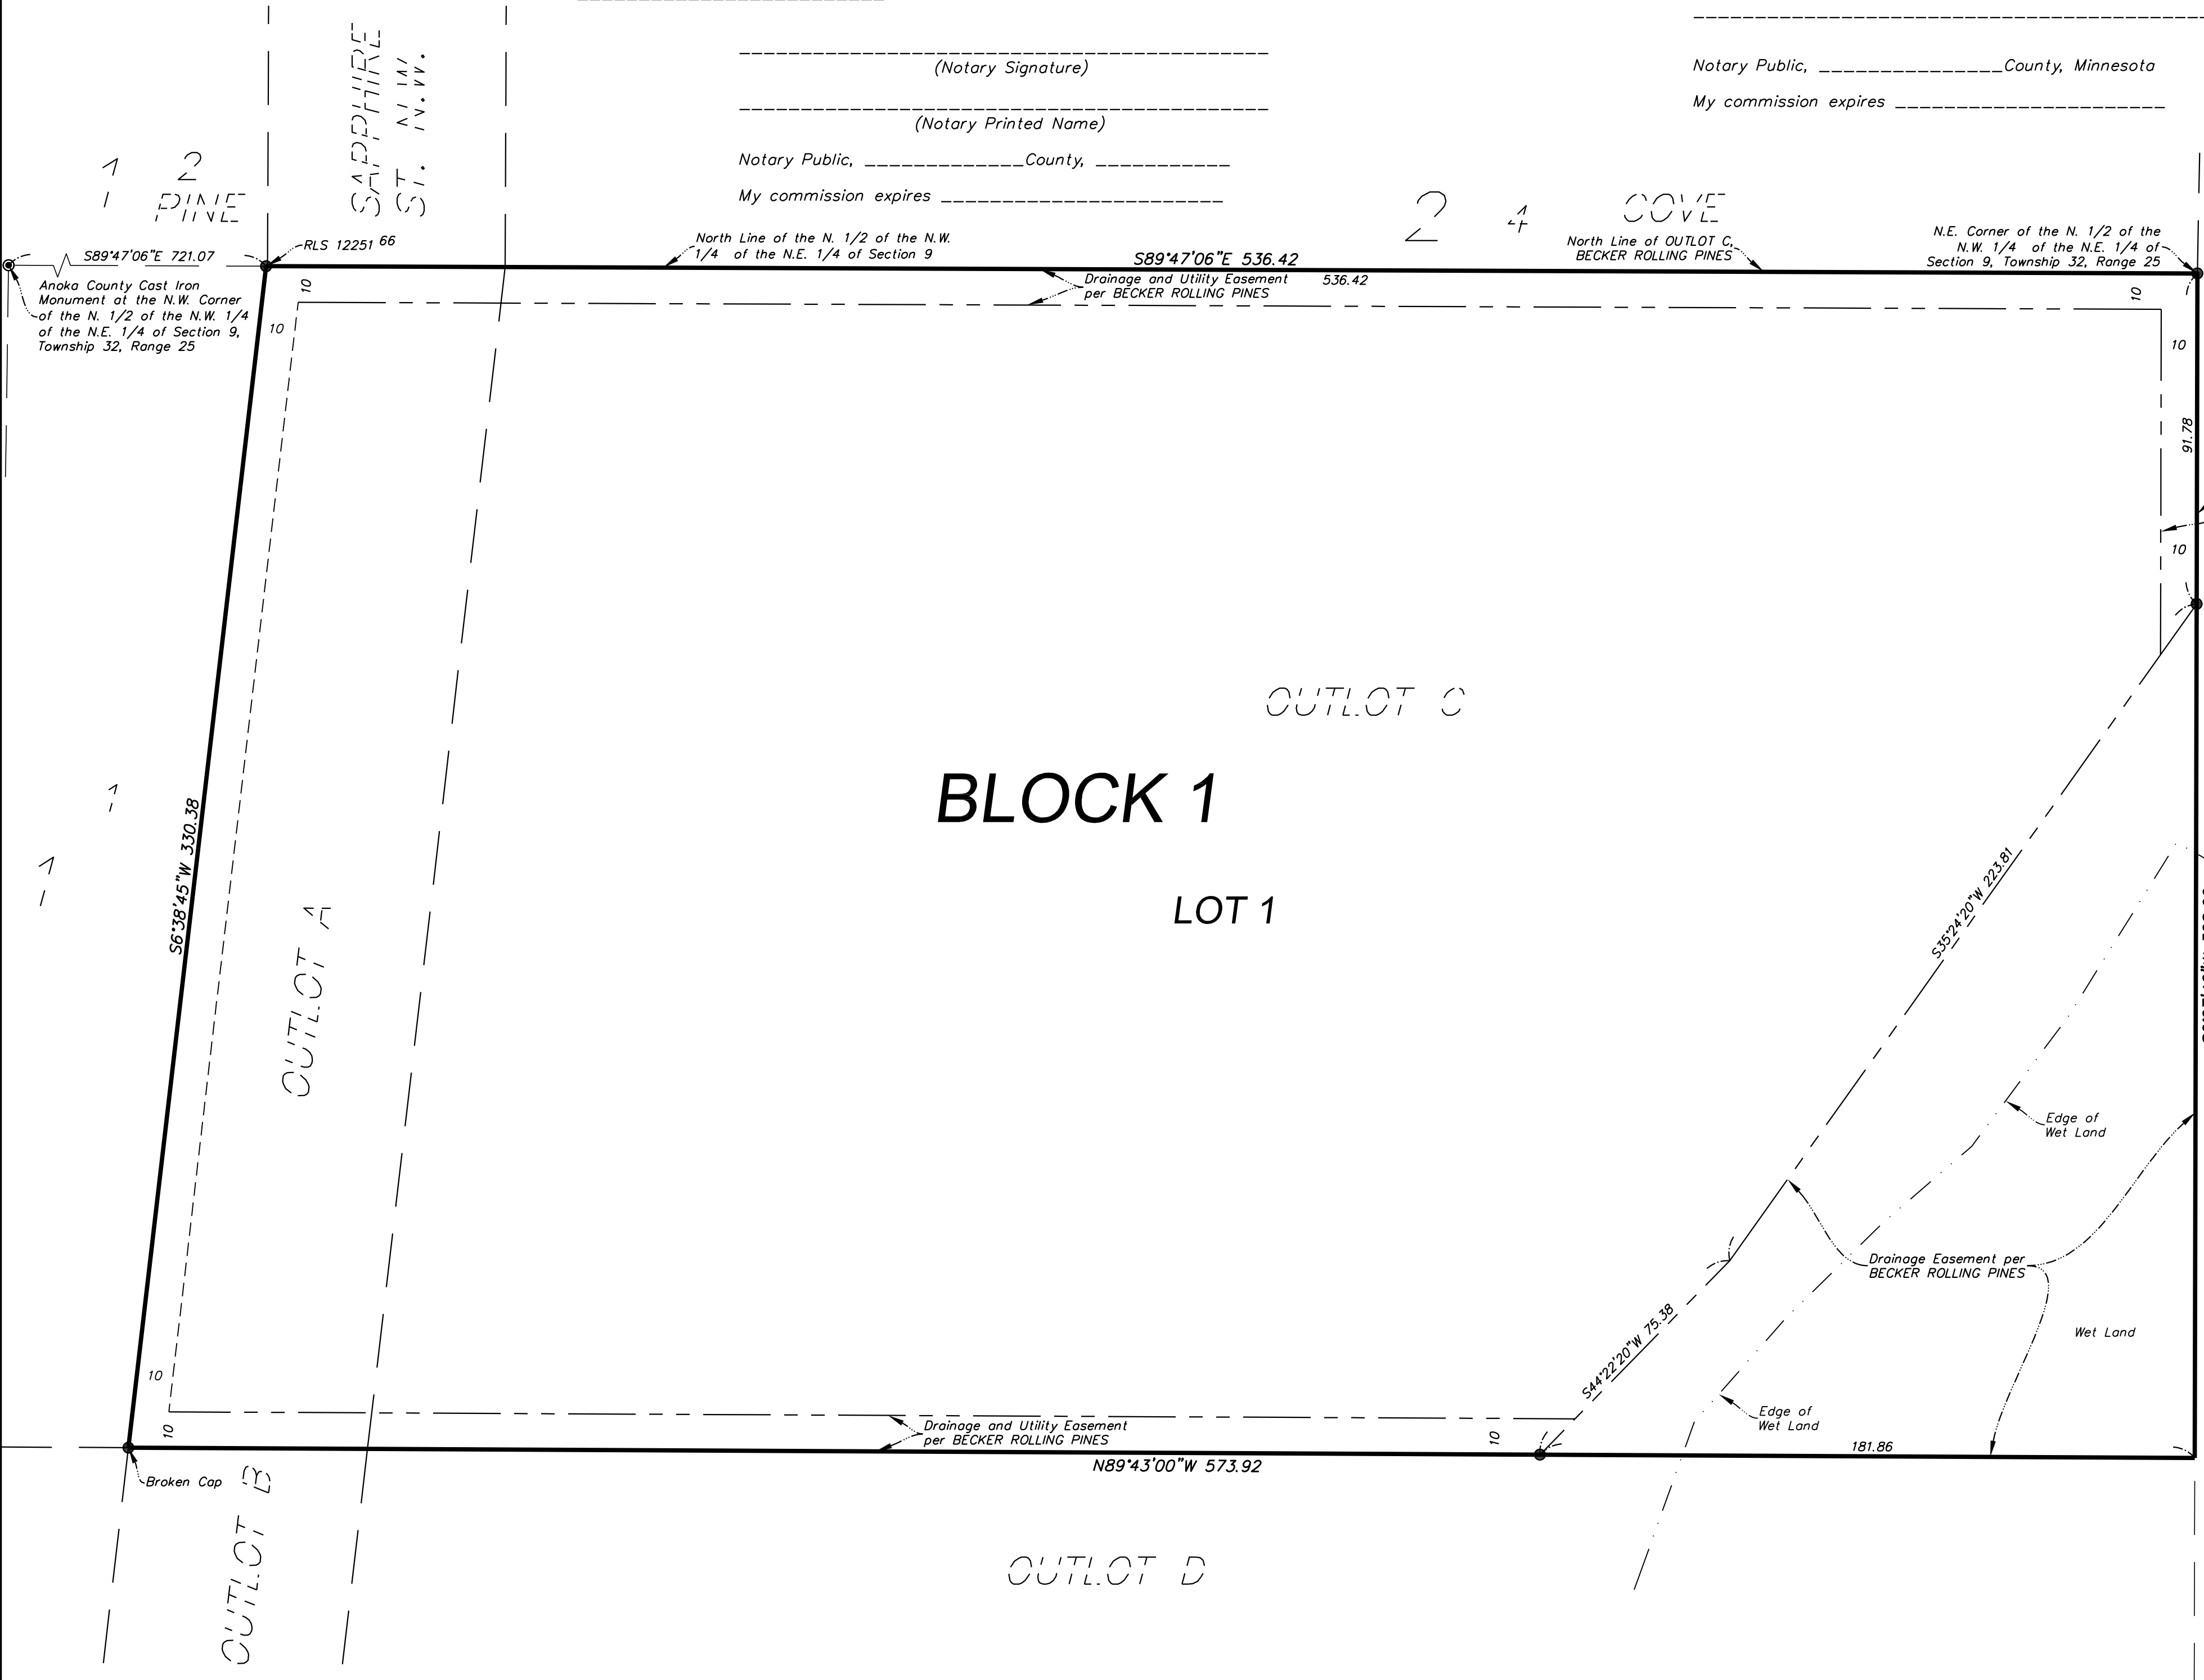 (Notary Signature)
(Notary Printed Name)
Notary Public, ____________County, __________
My commission expires ____________________
Notary Public, ______________County, Minnesota
My commission expires ____________________
SAPPHIRE
ST. N.W.
1 2
PINE
2 4 COVE
S89°47'06"E 721.07
RLS 12251
66
North Line of the N. 1/2 of the N.W.
1/4 of the N.E. 1/4 of Section 9
S89°47'06"E 536.42
North Line of OUTLOT C,
BECKER ROLLING PINES
N.E. Corner of the N. 1/2 of the
N.W. 1/4 of the N.E. 1/4 of
Section 9, Township 32, Range 25
Anoka County Cast Iron
Monument at the N.W. Corner
of the N. 1/2 of the N.W. 1/4
of the N.E. 1/4 of Section 9,
Township 32, Range 25
10
10
Drainage and Utility Easement
per BECKER ROLLING PINES
536.42
10
10
91.78
10
OUTLOT C
BLOCK 1
LOT 1
1
1
S6°38'45"W 330.38
OUTLOT A
S35°24'20"W 223.81
Edge of
Wet Land
Drainage Easement per
BECKER ROLLING PINES
Wet Land
S44°22'20"W 75.38
10
10
Drainage and Utility Easement
per BECKER ROLLING PINES
10
Edge of
Wet Land
181.86
N89°43'00"W 573.92
Broken Cap
OUTLOT B
OUTLOT D